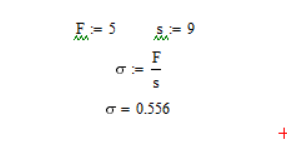 F := 5 s := 9
σ := F/s
σ = 0.556